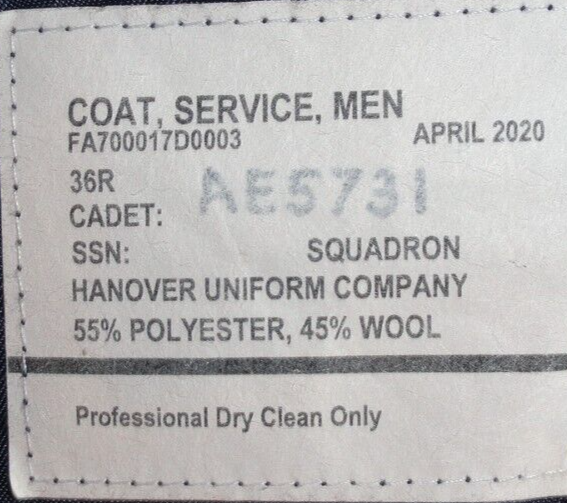 COAT, SERVICE, MEN
FA700017D0003 APRIL 2020
36R AE5731
CADET:
SSN: SQUADRON
HANOVER UNIFORM COMPANY
55% POLYESTER, 45% WOOL
Professional Dry Clean Only